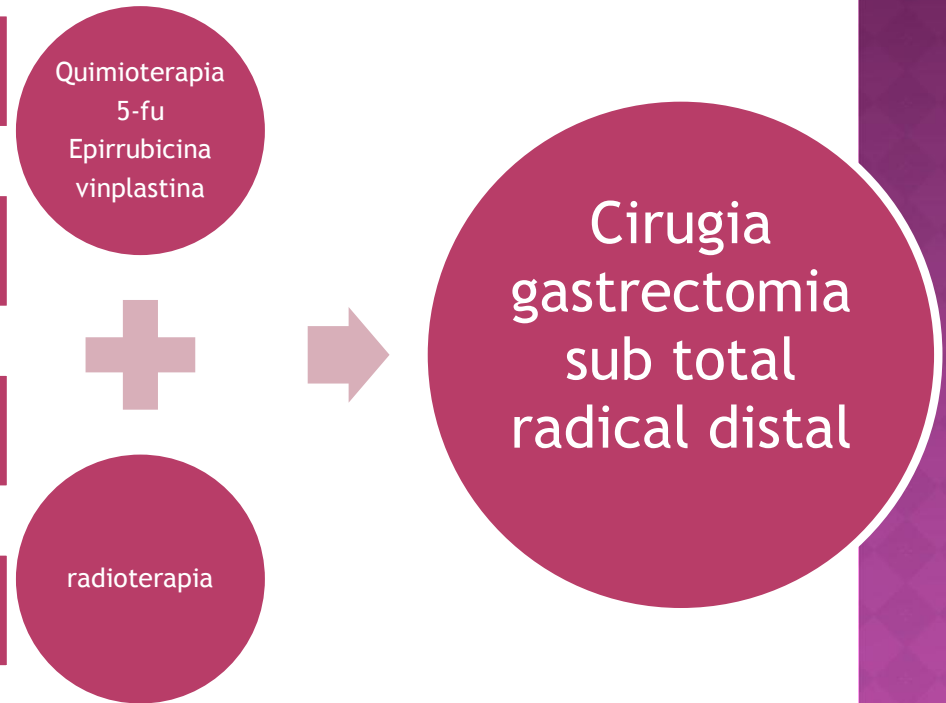 Quimioterapia
5-fu
Epirrubicina
vinplastina
radioterapia
Cirugia
gastrectomia
sub total
radical distal